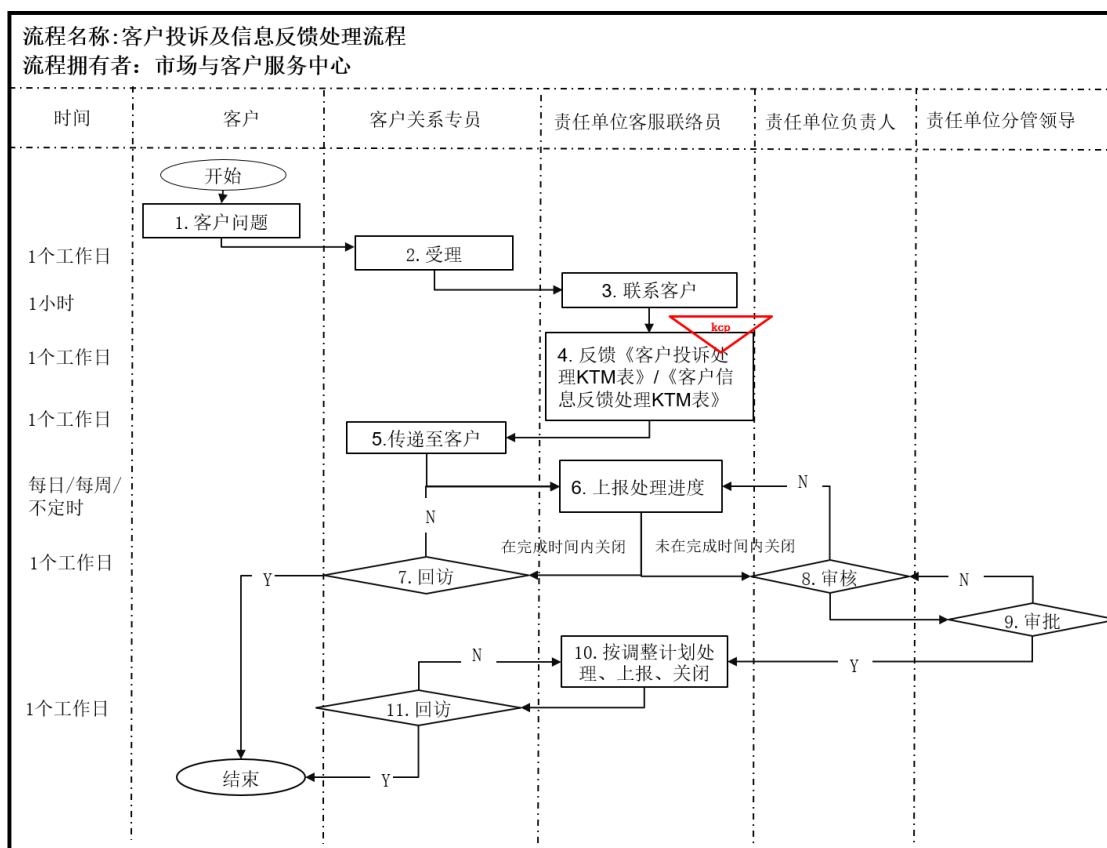 流程名称:客户投诉及信息反馈处理流程
流程拥有者：市场与客户服务中心
时间
客户
客户关系专员
责任单位客服联络员
责任单位负责人
责任单位分管领导
开始
1.客户问题
1个工作日
2.受理
1小时
3. 联系客户
kcp
1个工作日
4. 反馈《客户投诉处
理KTM表》/《客户信
息反馈处理KTM表》
1个工作日
5.传递至客户
每日/每周/
不定时
6. 上报处理进度
N
N
在完成时间内关闭
未在完成时间内关闭
1个工作日
Y
7.回访
8.审核
N
9.审批
10.按调整计划处
理、上报、关闭
N
Y
1个工作日
11.回访
结束
Y